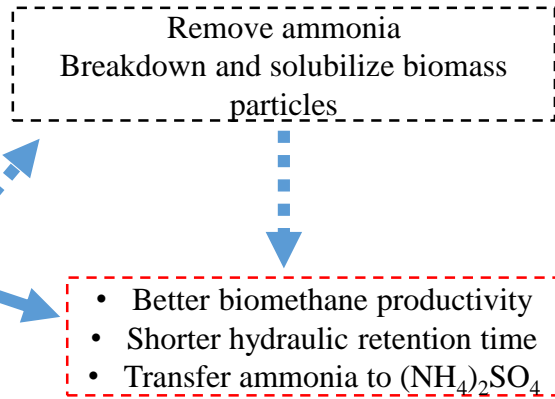 Remove ammonia
Breakdown and solubilize biomass
particles
• Better biomethane productivity
• Shorter hydraulic retention time
• Transfer ammonia to (NH₄)₂SO₄